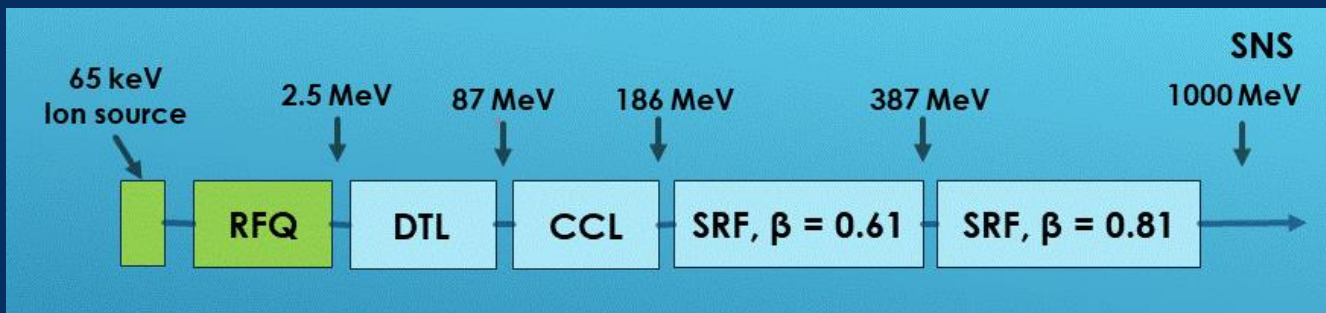 SNS
65 keV
Ion source
2.5 MeV
87 MeV
186 MeV
387 MeV
1000 MeV
RFQ
DTL
CCL
SRF, β = 0.61
SRF, β = 0.81